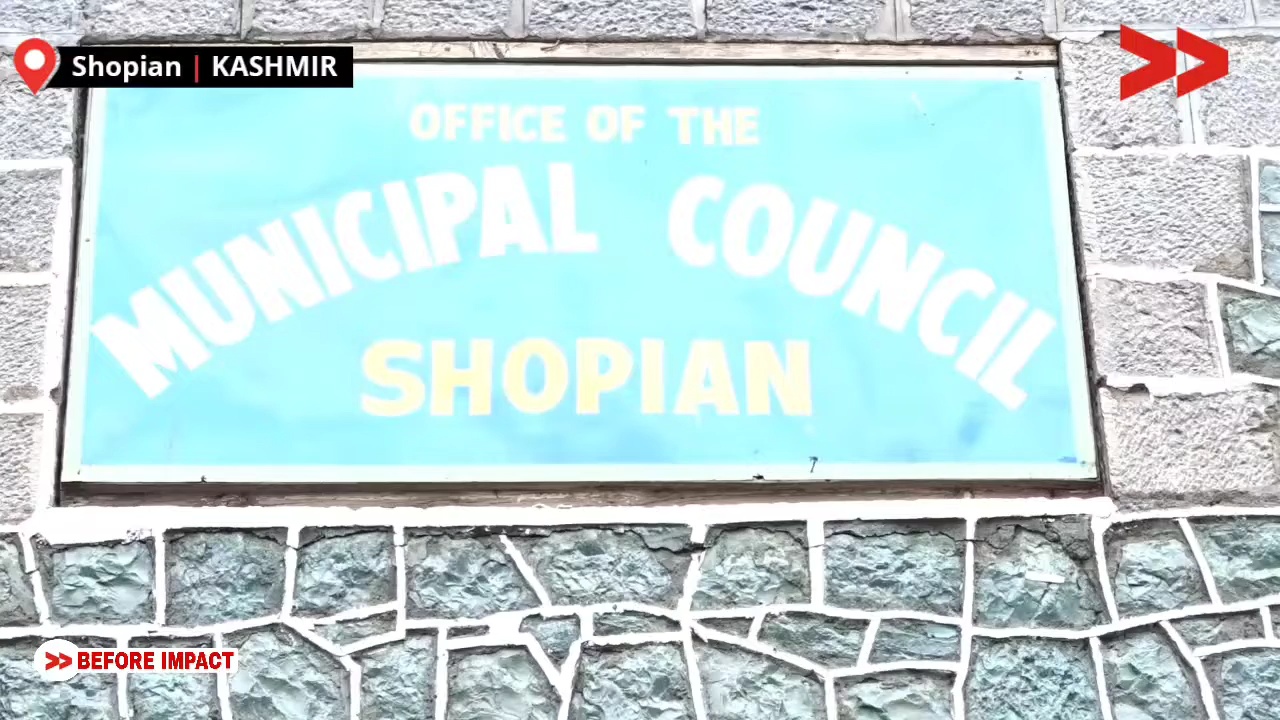 Shopian | KASHMIR
OFFICE OF THE
MUNICIPAL COUNCIL
SHOPIAN
BEFORE IMPACT